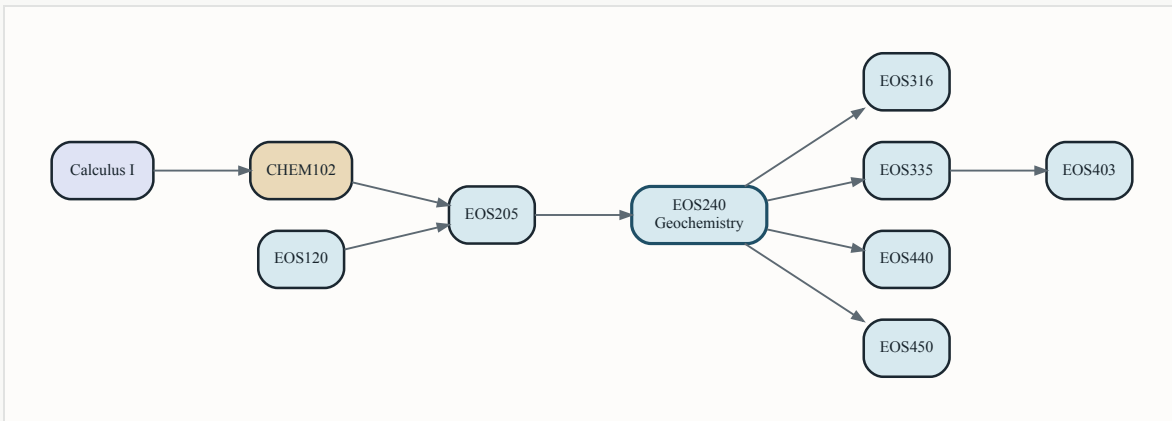 Calculus I
CHEM102
EOS120
EOS205
EOS240
Geochemistry
EOS316
EOS335
EOS440
EOS450
EOS403